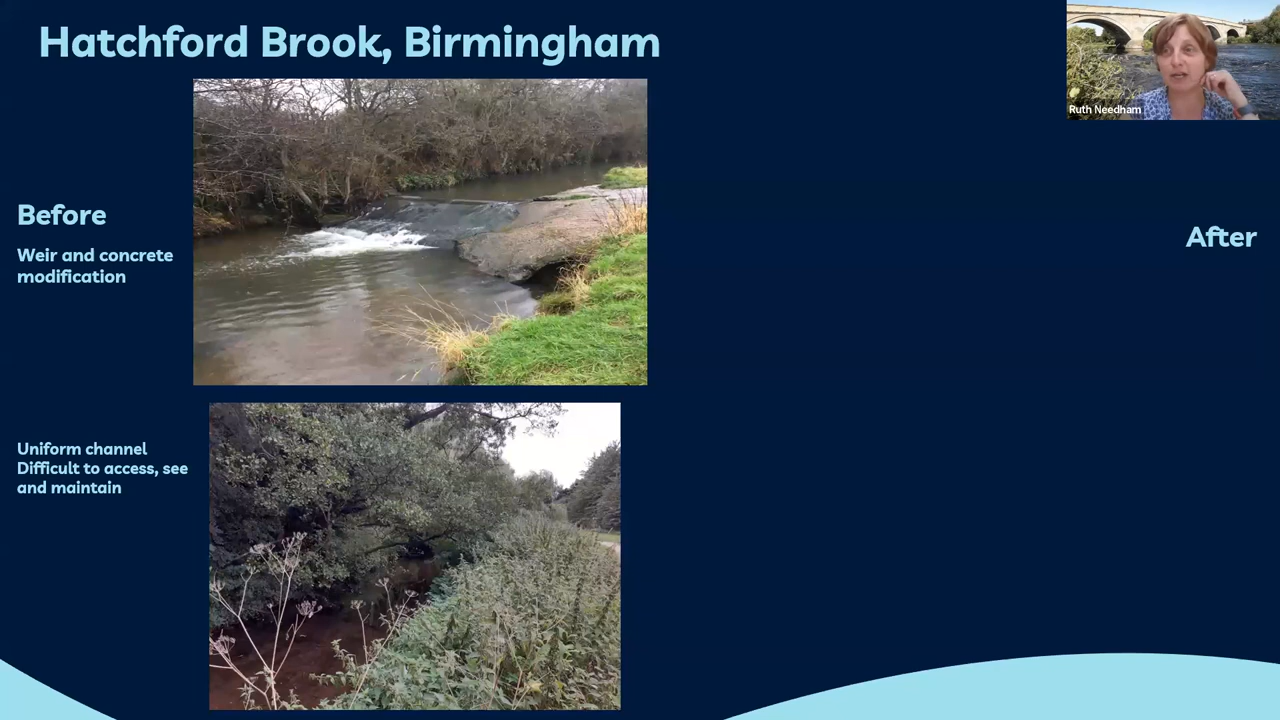 Hatchford Brook, Birmingham
Ruth Needham
Before
Weir and concrete
modification
After
Uniform channel
Difficult to access, see
and maintain